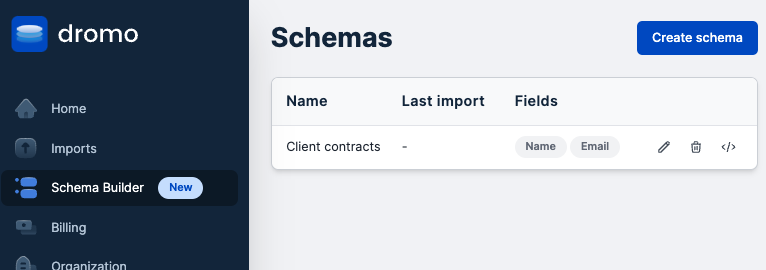 dromo
Schemas
Create schema
Home
Imports
Schema Builder New
Billing
Organization
Name Last import Fields
Client contracts - Name Email